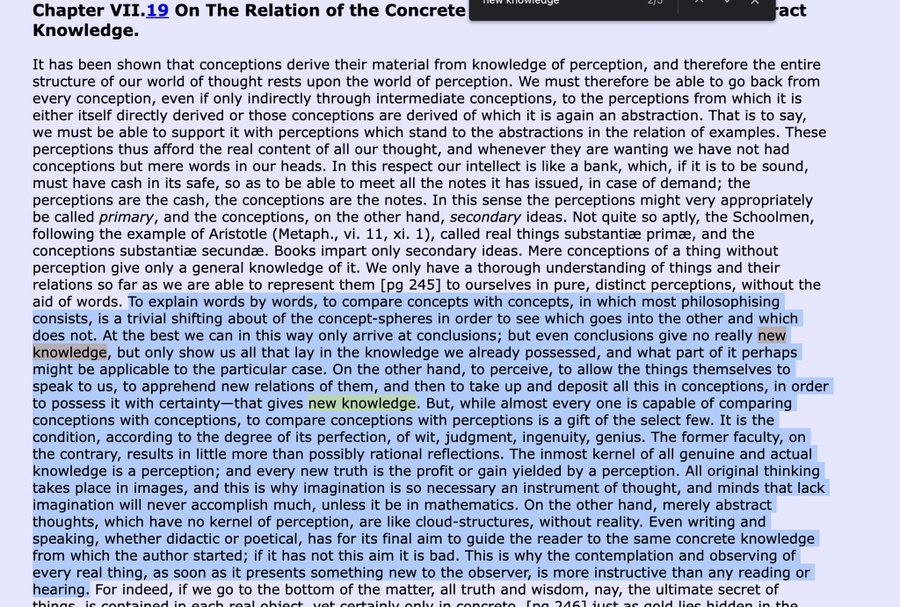 Chapter VII.19 On The Relation of the Concrete ract
new knowledge 2/5
Knowledge.
It has been shown that conceptions derive their material from knowledge of perception, and therefore the entire
structure of our world of thought rests upon the world of perception. We must therefore be able to go back from
every conception, even if only indirectly through intermediate conceptions, to the perceptions from which it is
either itself directly derived or those conceptions are derived of which it is again an abstraction. That is to say,
we must be able to support it with perceptions which stand to the abstractions in the relation of examples. These
perceptions thus afford the real content of all our thought, and whenever they are wanting we have not had
conceptions but mere words in our heads. In this respect our intellect is like a bank, which, if it is to be sound,
must have cash in its safe, so as to be able to meet all the notes it has issued, in case of demand; the
perceptions are the cash, the conceptions are the notes. In this sense the perceptions might very appropriately
be called primary, and the conceptions, on the other hand, secondary ideas. Not quite so aptly, the Schoolmen,
following the example of Aristotle (Metaph., vi. 11, xi. 1), called real things substantiæ primæ, and the
conceptions substantiæ secundæ. Books impart only secondary ideas. Mere conceptions of a thing without
perception give only a general knowledge of it. We only have a thorough understanding of things and their
relations so far as we are able to represent them [pg 245] to ourselves in pure, distinct perceptions, without the
aid of words. To explain words by words, to compare concepts with concepts, in which most philosophising
consists, is a trivial shifting about of the concept-spheres in order to see which goes into the other and which
does not. At the best we can in this way only arrive at conclusions; but even conclusions give no really new
knowledge, but only show us all that lay in the knowledge we already possessed, and what part of it perhaps
might be applicable to the particular case. On the other hand, to perceive, to allow the things themselves to
speak to us, to apprehend new relations of them, and then to take up and deposit all this in conceptions, in order
to possess it with certainty—that gives new knowledge. But, while almost every one is capable of comparing
conceptions with conceptions, to compare conceptions with perceptions is a gift of the select few. It is the
condition, according to the degree of its perfection, of wit, judgment, ingenuity, genius. The former faculty, on
the contrary, results in little more than possibly rational reflections. The inmost kernel of all genuine and actual
knowledge is a perception; and every new truth is the profit or gain yielded by a perception. All original thinking
takes place in images, and this is why imagination is so necessary an instrument of thought, and minds that lack
imagination will never accomplish much, unless it be in mathematics. On the other hand, merely abstract
thoughts, which have no kernel of perception, are like cloud-structures, without reality. Even writing and
speaking, whether didactic or poetical, has for its final aim to guide the reader to the same concrete knowledge
from which the author started; if it has not this aim it is bad. This is why the contemplation and observing of
every real thing, as soon as it presents something new to the observer, is more instructive than any reading or
hearing. For indeed, if we go to the bottom of the matter, all truth and wisdom, nay, the ultimate secret of
things, is contained in each real object, yet certainly only in concreto, [pg 246] just as gold lies hidden in the